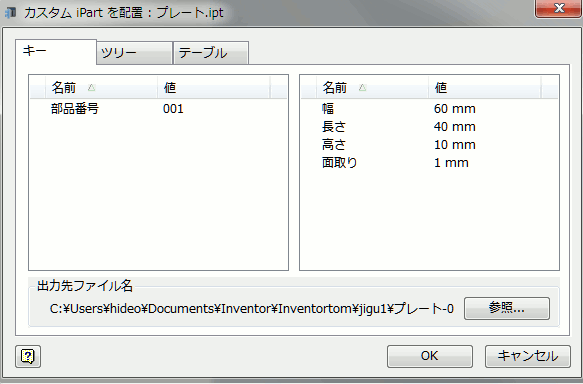 カスタム iPart を配置 : プレート.ipt
キー ツリー テーブル
名前 値 名前 値
部品番号 001 幅 60 mm
長さ 40 mm
高さ 10 mm
面取り 1 mm
出力先ファイル名
C:¥Users¥hideo¥Documents¥Inventor¥Inventortom¥jigu1¥プレート-0 参照...
? OK キャンセル